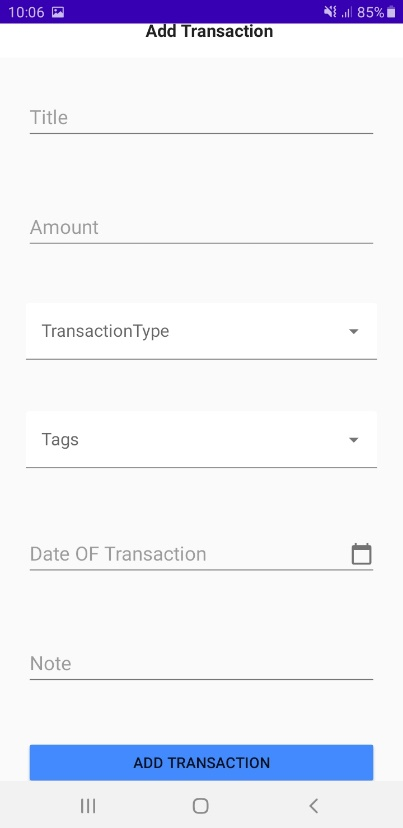 10:06 85%
Add Transaction
Title
Amount
TransactionType
Tags
Date OF Transaction
Note
ADD TRANSACTION